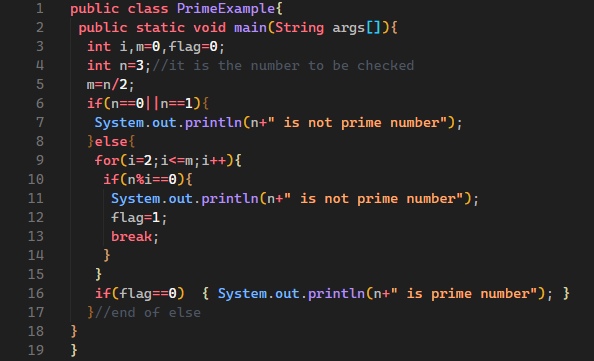 1 public class PrimeExample{
2  public static void main(String args[]){
3   int i,m=0,flag=0;
4   int n=3;//it is the number to be checked
5   m=n/2;
6   if(n==0||n==1){
7    System.out.println(n+" is not prime number");
8   }else{
9    for(i=2;i<=m;i++){
10     if(n%i==0){
11      System.out.println(n+" is not prime number");
12      flag=1;
13      break;
14     }
15    }
16    if(flag==0)  { System.out.println(n+" is prime number"); }
17   }//end of else
18 }
19 }